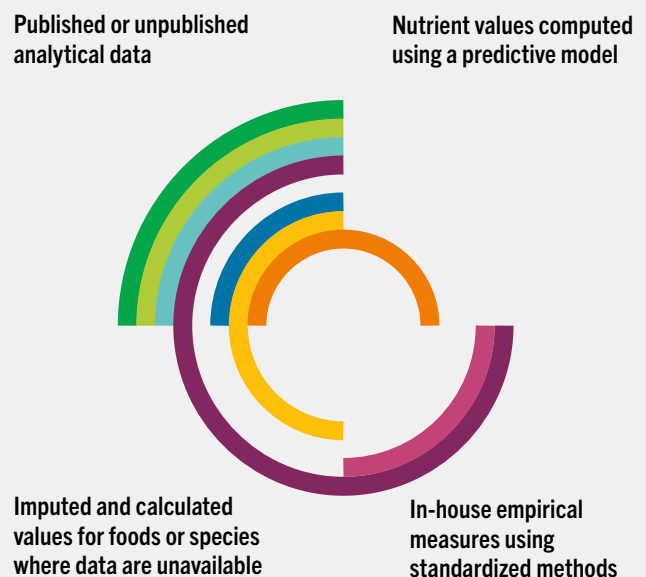 Published or unpublished
analytical data
Nutrient values computed
using a predictive model
Imputed and calculated
values for foods or species
where data are unavailable
In-house empirical
measures using
standardized methods